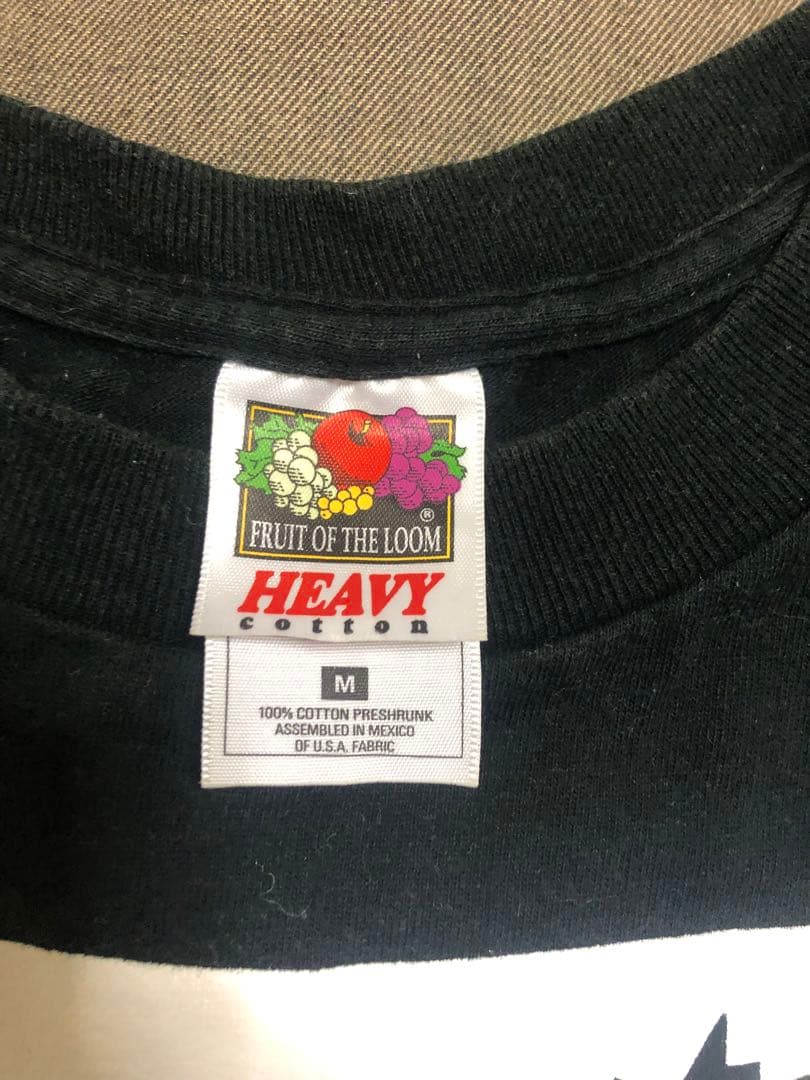 ®
FRUIT OF THE LOOM
HEAVY
cotton
M
100% COTTON PRESHRUNK
ASSEMBLED IN MEXICO
OF U.S.A. FABRIC